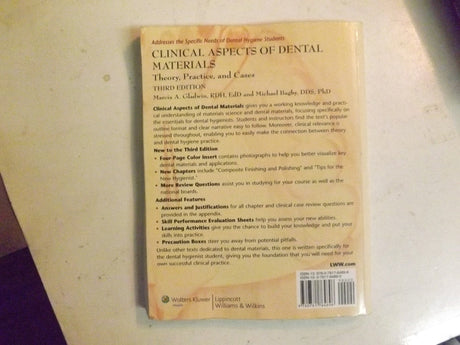 Addresses the Specific Needs of Dental Hygiene Students
CLINICAL ASPECTS OF DENTAL
MATERIALS
Theory, Practice, and Cases
THIRD EDITION
Marcia A. Gladwin, RDH, EdD and Michael Bagby, DDS, PhD
Clinical Aspects of Dental Materials gives you a working knowledge and practi-
cal understanding of materials science and dental materials, focusing specifically on
the essentials for dental hygienists. Students and instructors find the text's popular
outline format and clear narrative easy to follow. Moreover, clinical relevance is
stressed throughout, enabling you to easily make the connection between theory
and dental hygiene practice.
New to the Third Edition
• Four-Page Color Insert contains photographs to help you better visualize key
dental materials and applications.
• New Chapters include "Composite Finishing and Polishing" and "Tips for the
New Hygienist."
• More Review Questions assist you in studying for your course as well as the
national boards.
Additional Features
• Answers and Justifications for all chapter and clinical case review questions are
provided in the appendix.
• Skill Performance Evaluation Sheets help you assess your new abilities.
• Learning Activities give you the chance to build your knowledge and put your
skills into practice.
• Precaution Boxes steer you away from potential pitfalls.
Unlike other texts dedicated to dental materials, this one is written specifically for
the dental hygienist student, giving you the foundation that you will need for your
own successful clinical practice.
LWW.com
Wolters Kluwer
Health
Lippincott
Williams & Wilkins